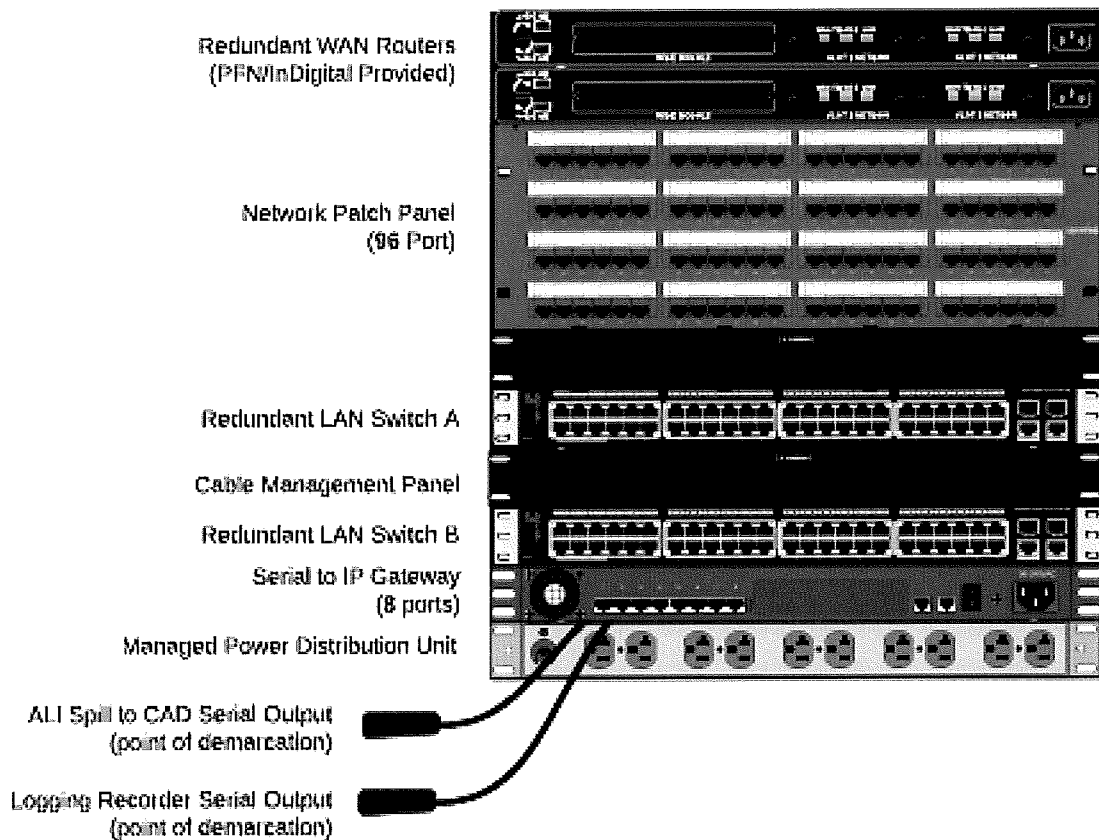 Redundant WAN Routers
(PFN/InDigital Provided)
Network Patch Panel
(96 Port)
Redundant LAN Switch A
Cable Management Panel
Redundant LAN Switch B
Serial to IP Gateway
(8 ports)
Managed Power Distribution Unit
ALI Spill to CAD Serial Output
(point of demarcation)
Logging Recorder Serial Output
(point of demarcation)